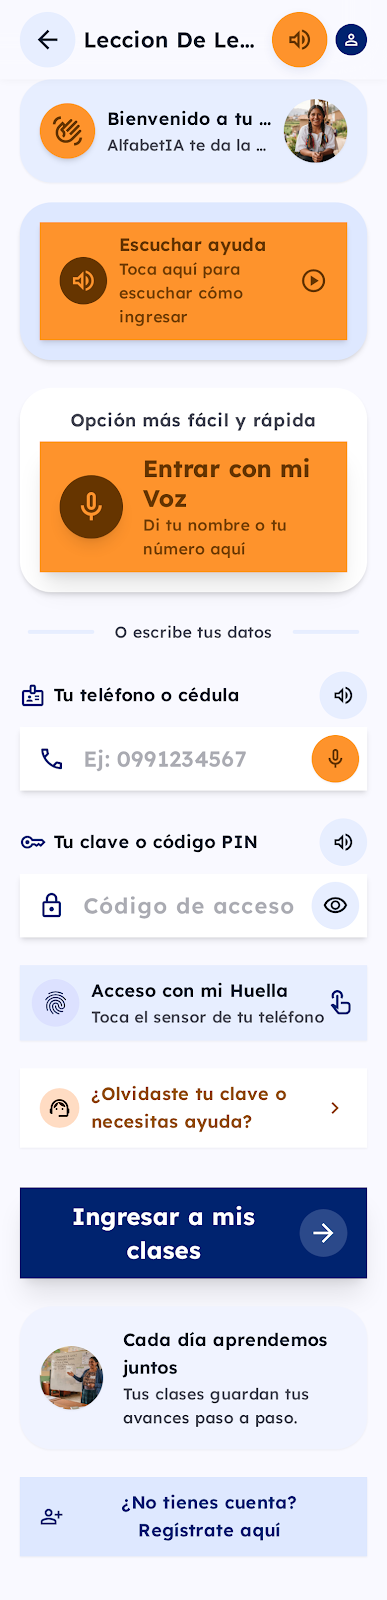 Leccion De Le...
Bienvenido a tu ...
AlfabetIA te da la ...
Escuchar ayuda
Toca aquí para
escuchar cómo
ingresar
Opción más fácil y rápida
Entrar con mi
Voz
Di tu nombre o tu
número aquí
O escribe tus datos
Tu teléfono o cédula
Ej: 0991234567
Tu clave o código PIN
Código de acceso
Acceso con mi Huella
Toca el sensor de tu teléfono
¿Olvidaste tu clave o
necesitas ayuda?
Ingresar a mis
clases
Cada día aprendemos
juntos
Tus clases guardan tus
avances paso a paso.
¿No tienes cuenta?
Regístrate aquí